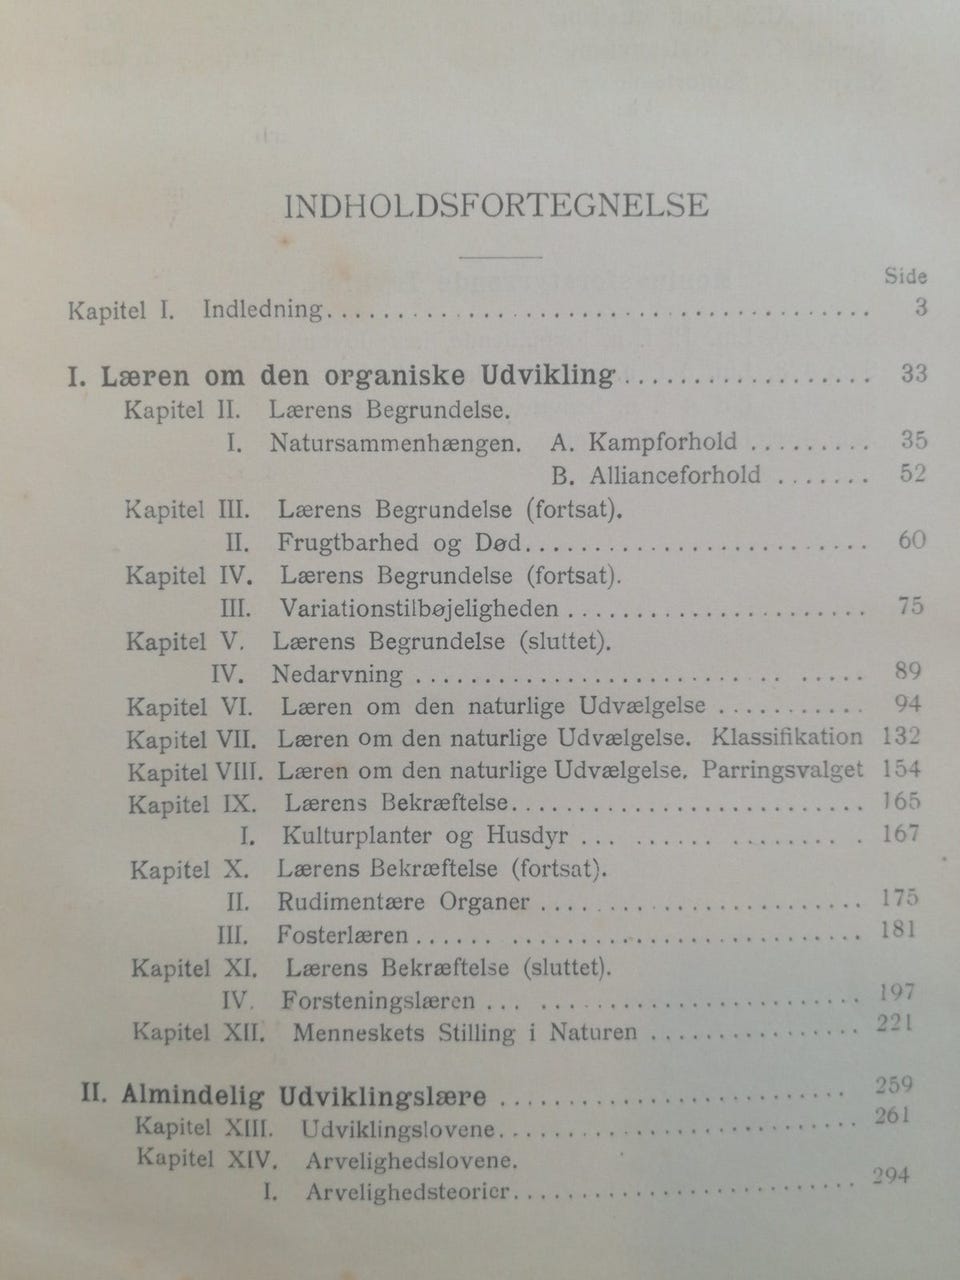 INDHOLDSFORTEGNELSE
Side
Kapitel I. Indledning........................................ 3
I. Læren om den organiske Udvikling................... 33
Kapitel II. Lærens Begrundelse.
I. Natursammenhængen. A. Kampforhold ......... 35
B. Allianceforhold ....... 52
Kapitel III. Lærens Begrundelse (fortsat).
II. Frugtbarhed og Død.......................... 60
Kapitel IV. Lærens Begrundelse (fortsat).
III. Variationstilbøjeligheden ...................... 75
Kapitel V. Lærens Begrundelse (sluttet).
IV. Nedarvning ................................ 89
Kapitel VI. Læren om den naturlige Udvælgelse ........... 94
Kapitel VII. Læren om den naturlige Udvælgelse. Klassifikation 132
Kapitel VIII. Læren om den naturlige Udvælgelse. Parringsvalget 154
Kapitel IX. Lærens Bekræftelse.......................... 165
I. Kulturplanter og Husdyr ..................... 167
Kapitel X. Lærens Bekræftelse (fortsat).
II. Rudimentære Organer ........................ 175
III. Fosterlæren ................................ 181
Kapitel XI. Lærens Bekræftelse (sluttet).
IV. Forsteningslæren ............................ 197
Kapitel XII. Menneskets Stilling i Naturen ................ 221
II. Almindelig Udviklingslære .......................... 259
Kapitel XIII. Udviklingslovene........................... 261
Kapitel XIV. Arvelighedslovene.
I. Arvelighedsteorier.......................... 294